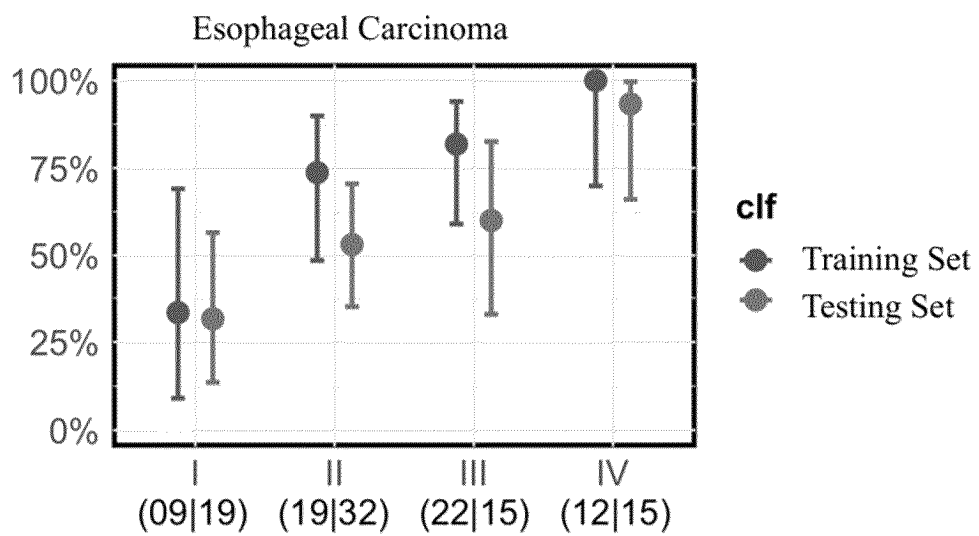 Esophageal Carcinoma
100%
75%
50%
25%
0%
I II III IV
(09|19) (19|32) (22|15) (12|15)
clf
Training Set
Testing Set